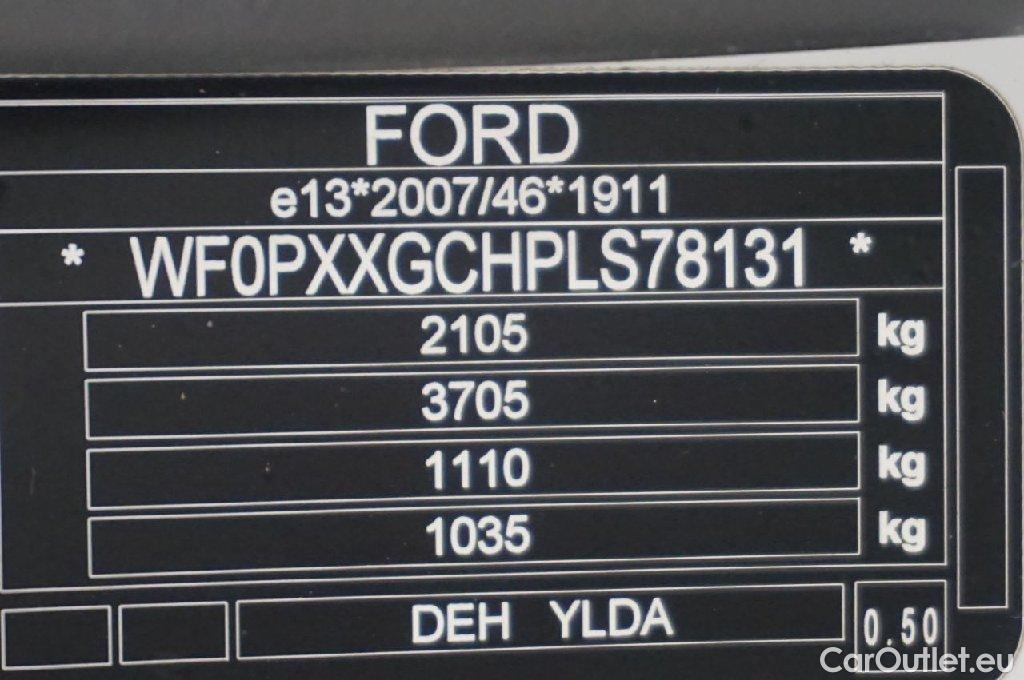 FORD
e13*2007/46*1911
* WF0PXXGCHPLS78131 *
2105 kg
3705 kg
1110 kg
1035 kg
DEH YLDA 0.50
CarOutlet.eu